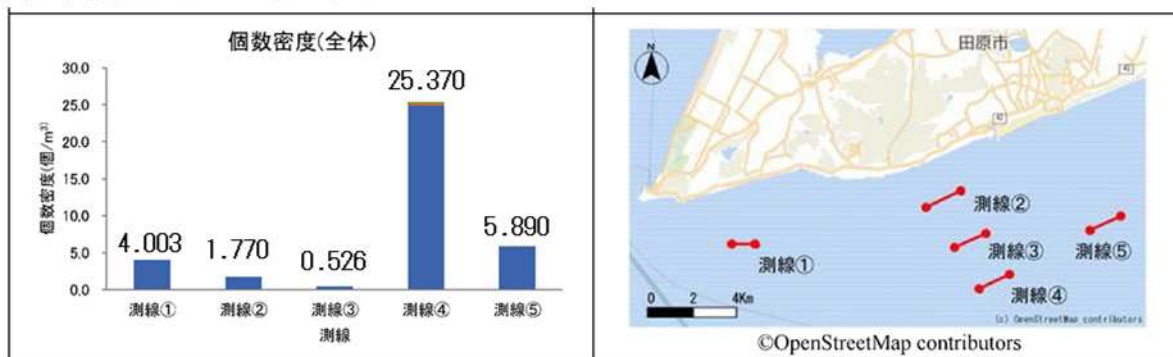 個数密度(全体)
個数密度(個/m³)
30.0
25.0
20.0
15.0
10.0
5.0
0.0
4.003
1.770
0.526
25.370
5.890
測線①
測線②
測線③
測線④
測線⑤
測線
N
田原市
42
42
測線②
測線③
測線⑤
測線①
測線④
0 2 4Km
(c) OpenStreetMap contributors
©OpenStreetMap contributors